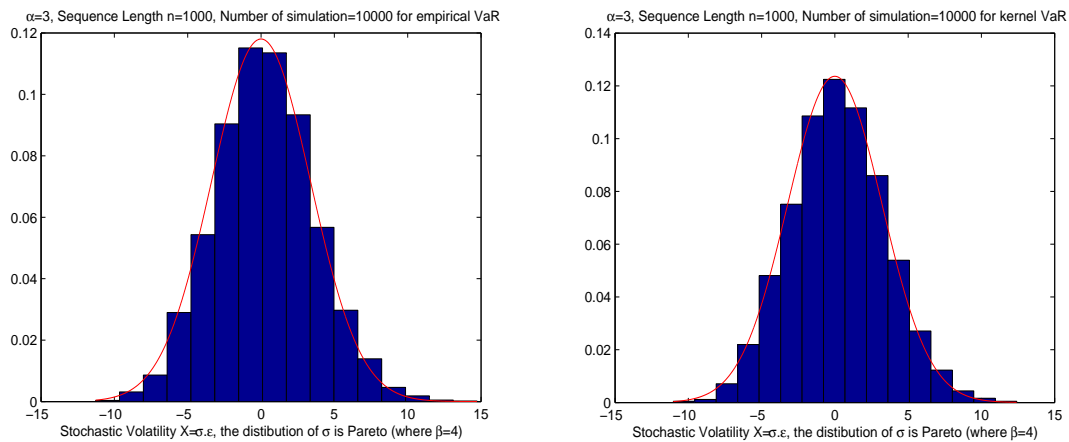 α=3, Sequence Length n=1000, Number of simulation=10000 for empirical VaR
0.12
0.1
0.08
0.06
0.04
0.02
0
−15 −10 −5 0 5 10 15
Stochastic Volatility X=σ.ε, the distibution of σ is Pareto (where β=4)
α=3, Sequence Length n=1000, Number of simulation=10000 for kernel VaR
0.14
0.12
0.1
0.08
0.06
0.04
0.02
0
−15 −10 −5 0 5 10 15
Stochastic Volatility X=σ.ε, the distibution of σ is Pareto (where β=4)